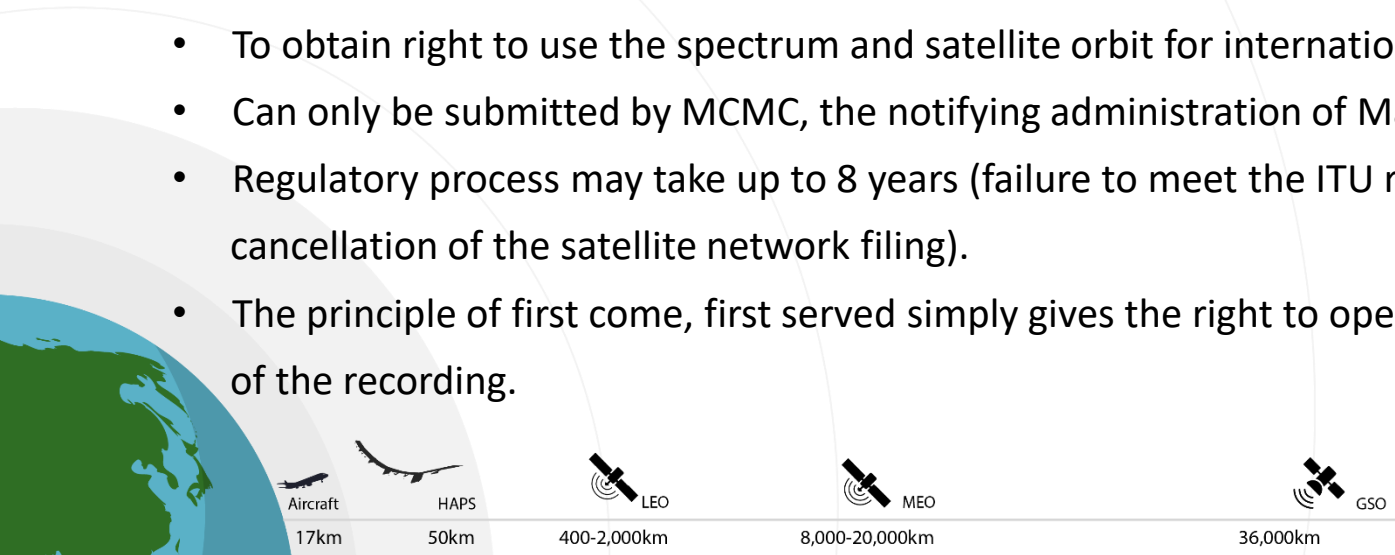 • To obtain right to use the spectrum and satellite orbit for
• Can only be submitted by MCMC, the notifying administration of
• Regulatory process may take up to 8 years (failure to meet the ITU
cancellation of the satellite network filing).
• The principle of first come, first served simply gives the right to
of the recording.
Aircraft HAPS LEO MEO GSO
17km 50km 400-2,000km 8,000-20,000km 36,000km